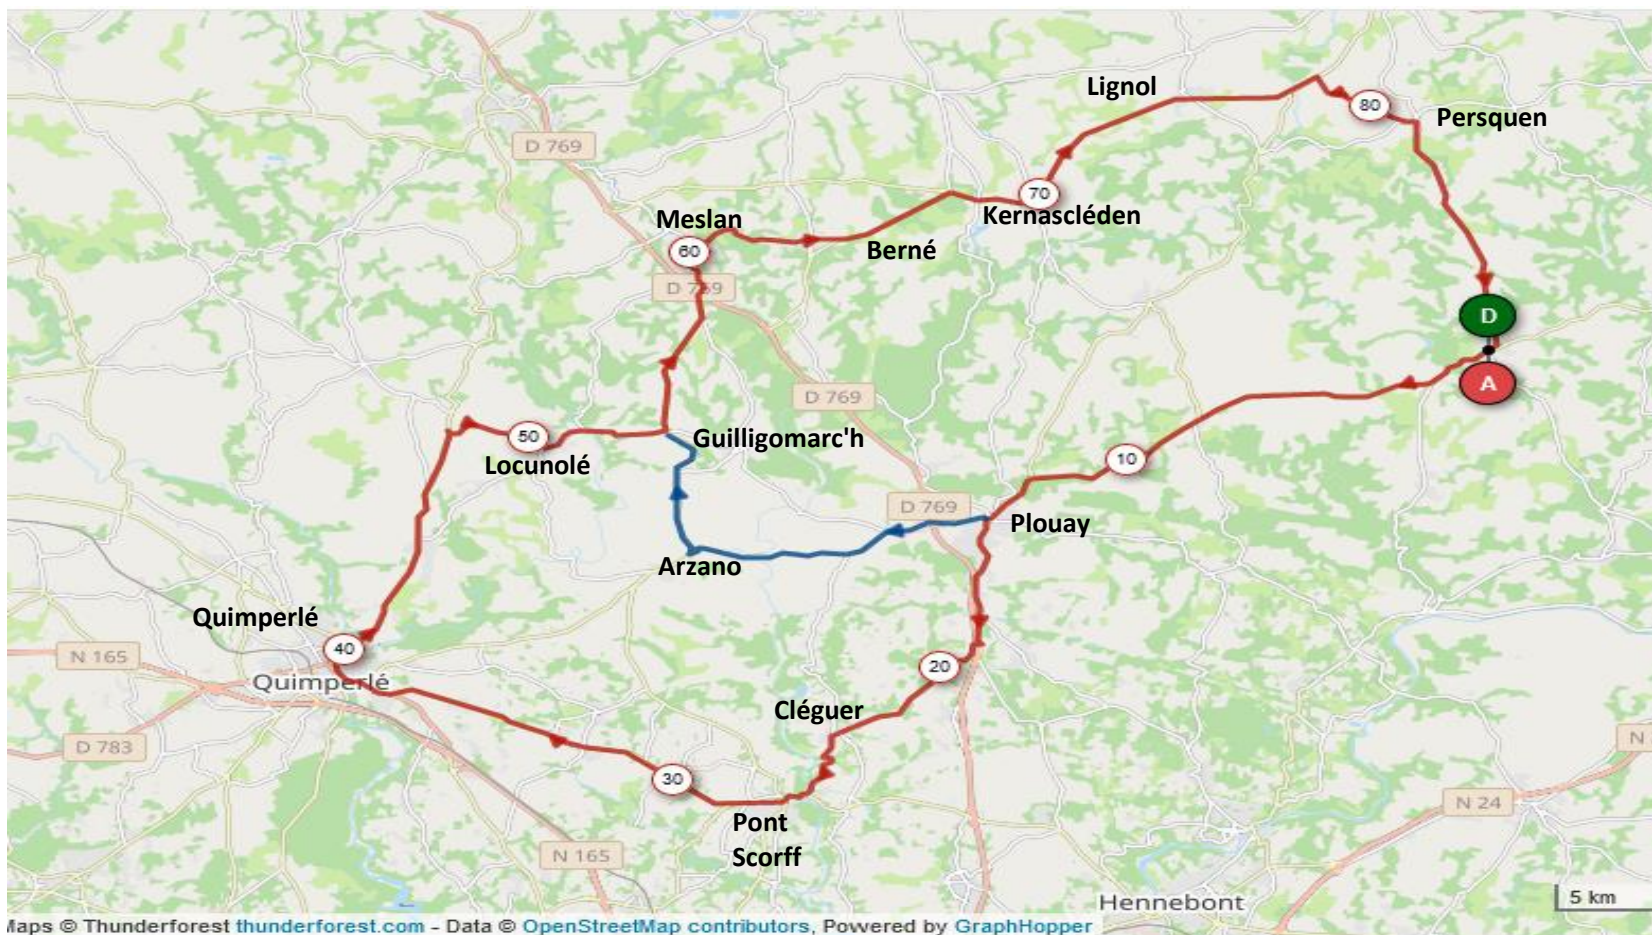 Lignol
80
Persquen
D 769
70
Kernascléden
Meslan
60
Berné
D 769
D
A
D 769
50
Locunolé
Guilligomarc'h
10
D 769
Plouay
Arzano
Quimperlé
40
N 165
Quimperlé
20
Cléguer
D 783
30
N
N 24
Pont
Scorff
N 165
Hennebont
5 km
Maps © Thunderforest thunderforest.com - Data © OpenStreetMap contributors, Powered by GraphHopper